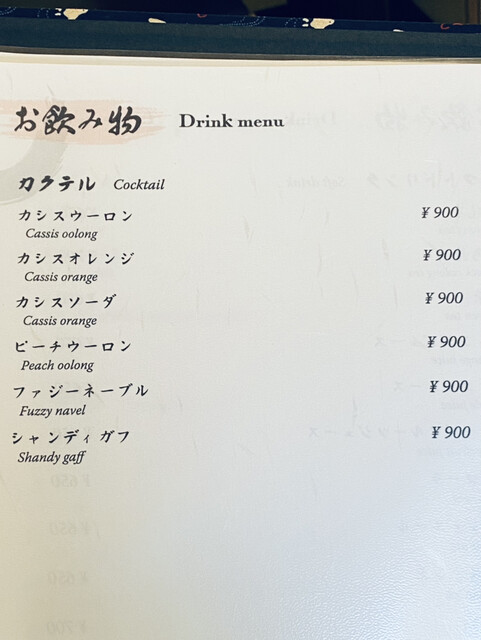 お飲み物 Drink menu
カクテル Cocktail
カシスウーロン ¥900
Cassis oolong
カシスオレンジ ¥900
Cassis orange
カシスソーダ ¥900
Cassis orange
ピーチウーロン ¥900
Peach oolong
ファジーネーブル ¥900
Fuzzy navel
シャンディガフ ¥900
Shandy gaff